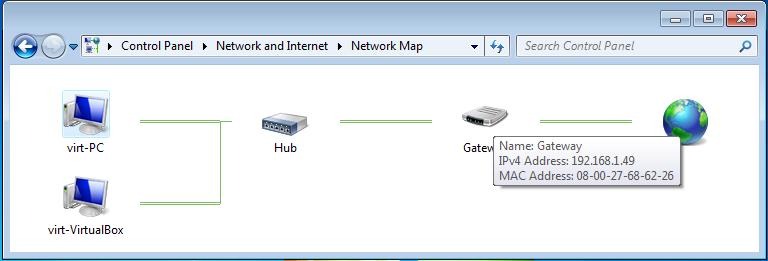 Control Panel Network and Internet Network Map
Search Control Panel
virt-PC
Hub
Gatew
Name: Gateway
IPv4 Address: 192.168.1.49
MAC Address: 08-00-27-68-62-26
virt-VirtualBox